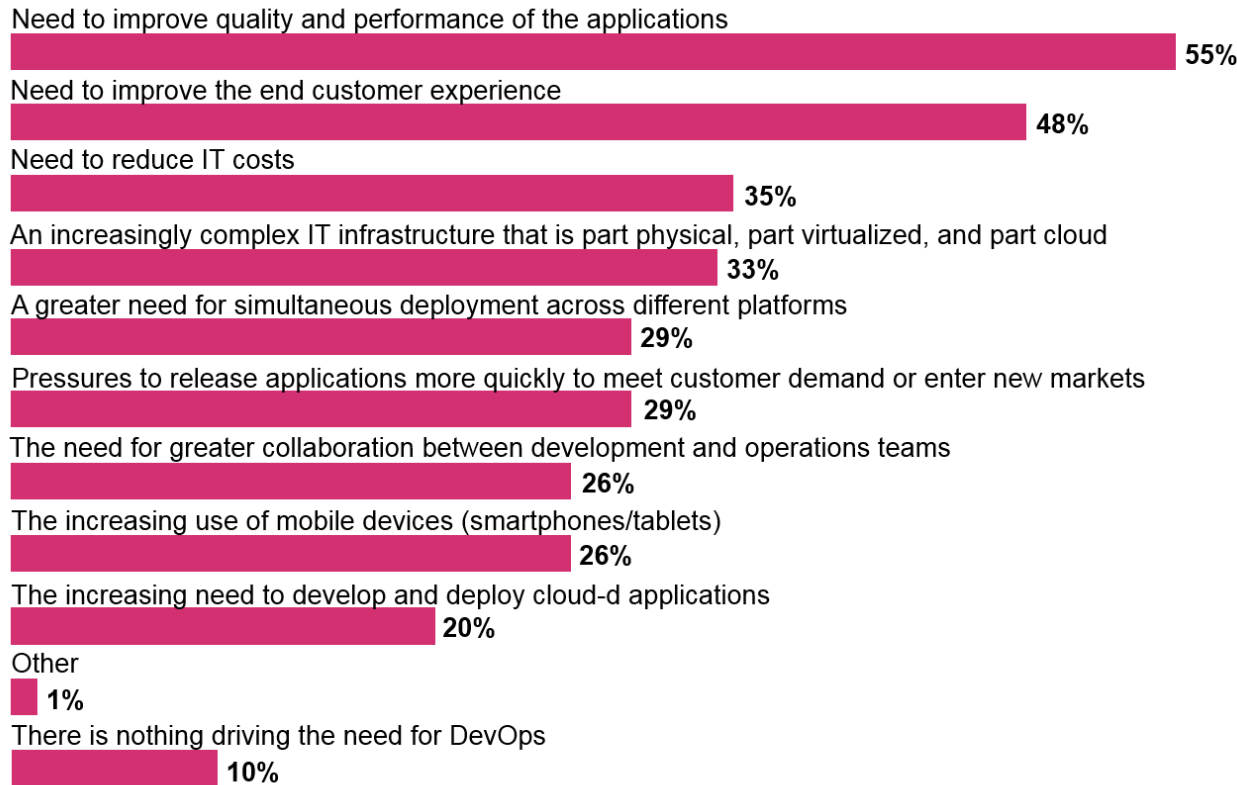 Need to improve quality and performance of the applications
55%
Need to improve the end customer experience
48%
Need to reduce IT costs
35%
An increasingly complex IT infrastructure that is part physical, part virtualized, and part cloud
33%
A greater need for simultaneous deployment across different platforms
29%
Pressures to release applications more quickly to meet customer demand or enter new markets
29%
The need for greater collaboration between development and operations teams
26%
The increasing use of mobile devices (smartphones/tablets)
26%
The increasing need to develop and deploy cloud-d applications
20%
Other
1%
There is nothing driving the need for DevOps
10%